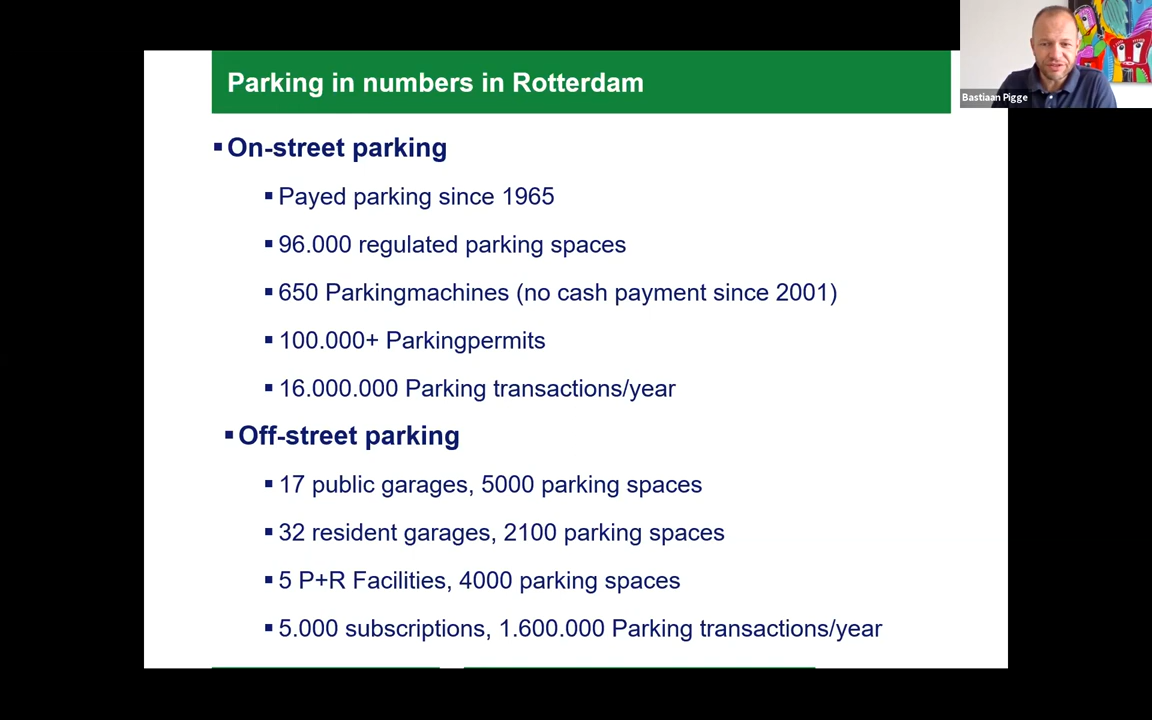 Parking in numbers in Rotterdam
Bastiaan Pigge
On-street parking
Payed parking since 1965
96.000 regulated parking spaces
650 Parkingmachines (no cash payment since 2001)
100.000+ Parkingpermits
16.000.000 Parking transactions/year
Off-street parking
17 public garages, 5000 parking spaces
32 resident garages, 2100 parking spaces
5 P+R Facilities, 4000 parking spaces
5.000 subscriptions, 1.600.000 Parking transactions/year